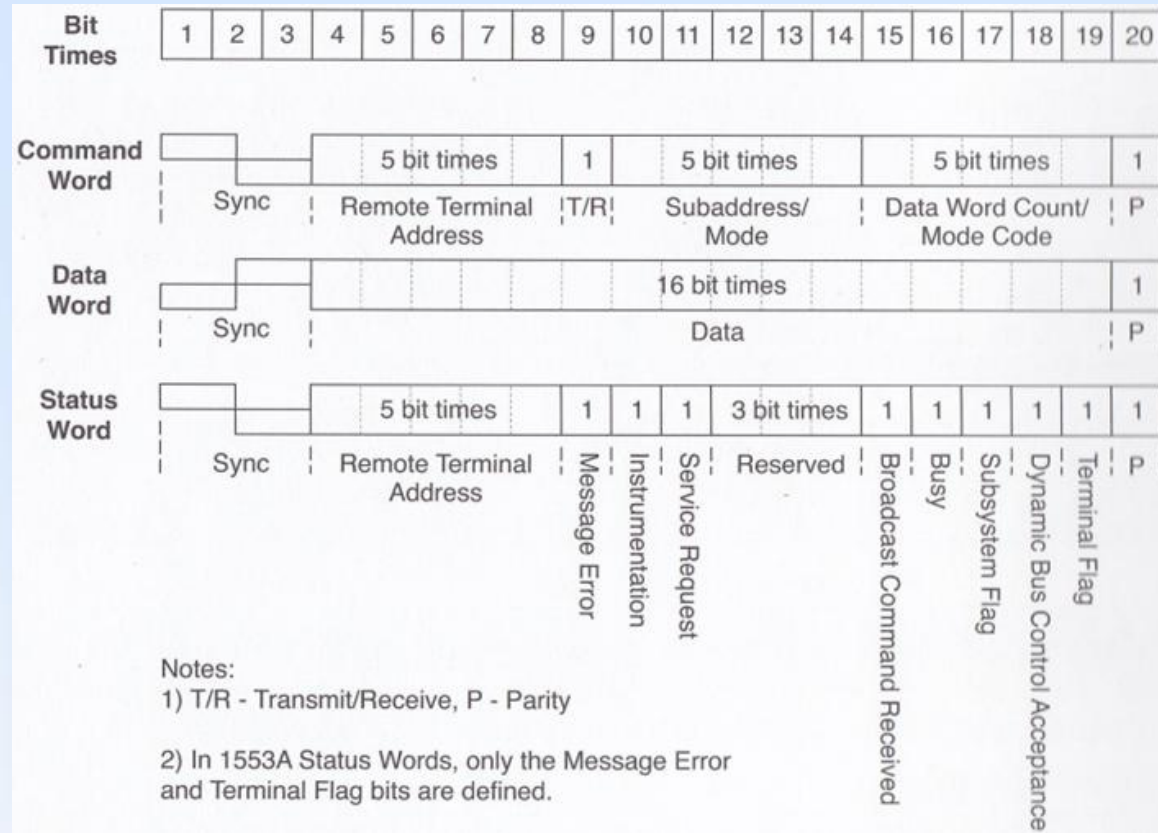 Bit Times 1 2 3 4 5 6 7 8 9 10 11 12 13 14 15 16 17 18 19 20
Command Word
5 bit times 1 5 bit times 5 bit times 1
Sync Remote Terminal Address T/R Subaddress/ Mode Data Word Count/ Mode Code P
Data Word
16 bit times 1
Sync Data P
Status Word
5 bit times 1 1 1 3 bit times 1 1 1 1 1 1
Sync Remote Terminal Address Message Error Instrumentation Service Request Reserved Broadcast Command Received Busy Subsystem Flag Dynamic Bus Control Acceptance Terminal Flag P
Notes:
1) T/R - Transmit/Receive, P - Parity
2) In 1553A Status Words, only the Message Error
and Terminal Flag bits are defined.